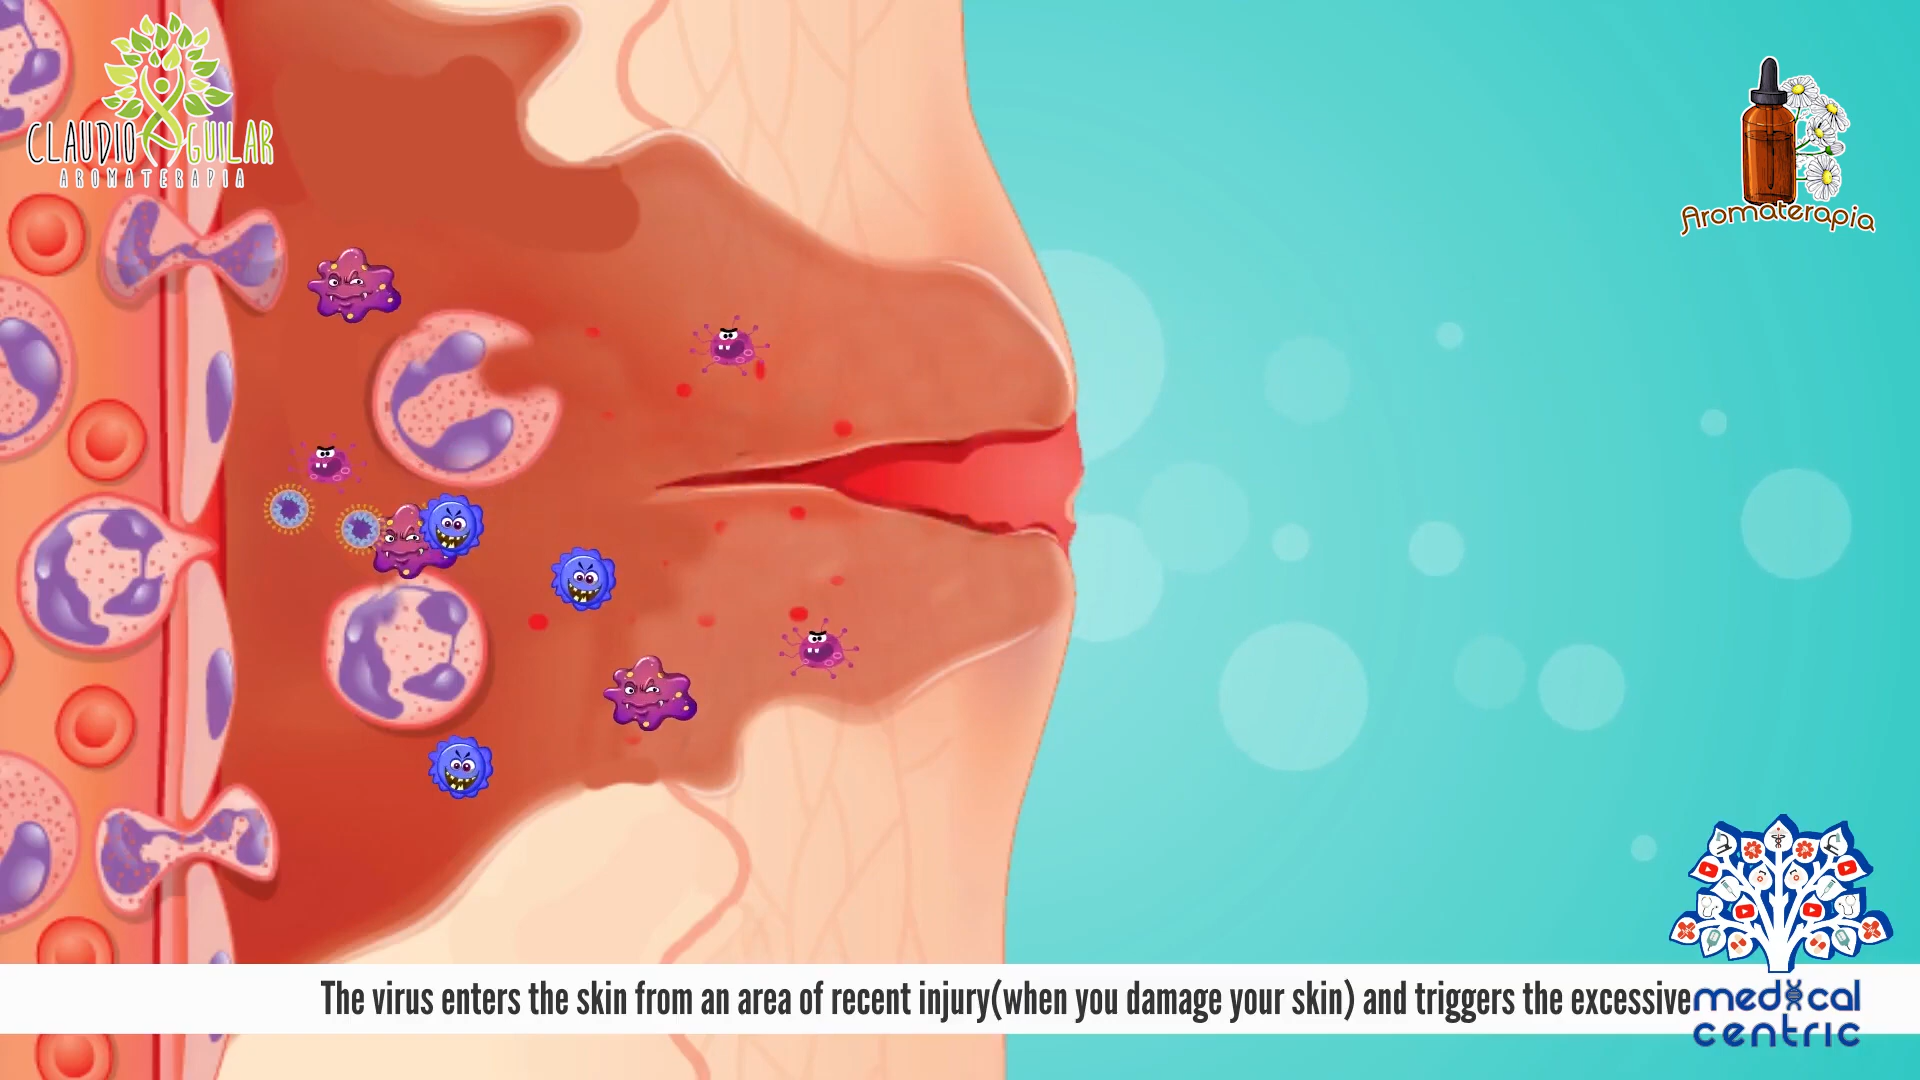 CLAUDIO AGUILAR
AROMATERAPIA
Aromaterapia
The virus enters the skin from an area of recent injury(when you damage your skin) and triggers the excessive
medical
centric